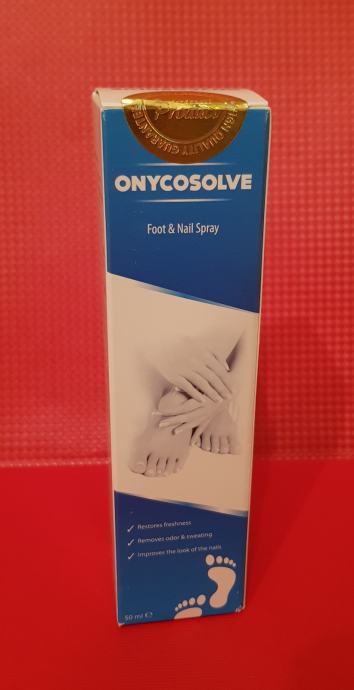 Product
HIGH QUALITY GUARANTEE
ONYCOSOLVE
Foot & Nail Spray
✓ Restores freshness
✓ Removes odor & sweating
✓ Improves the look of the nails
50 ml C€